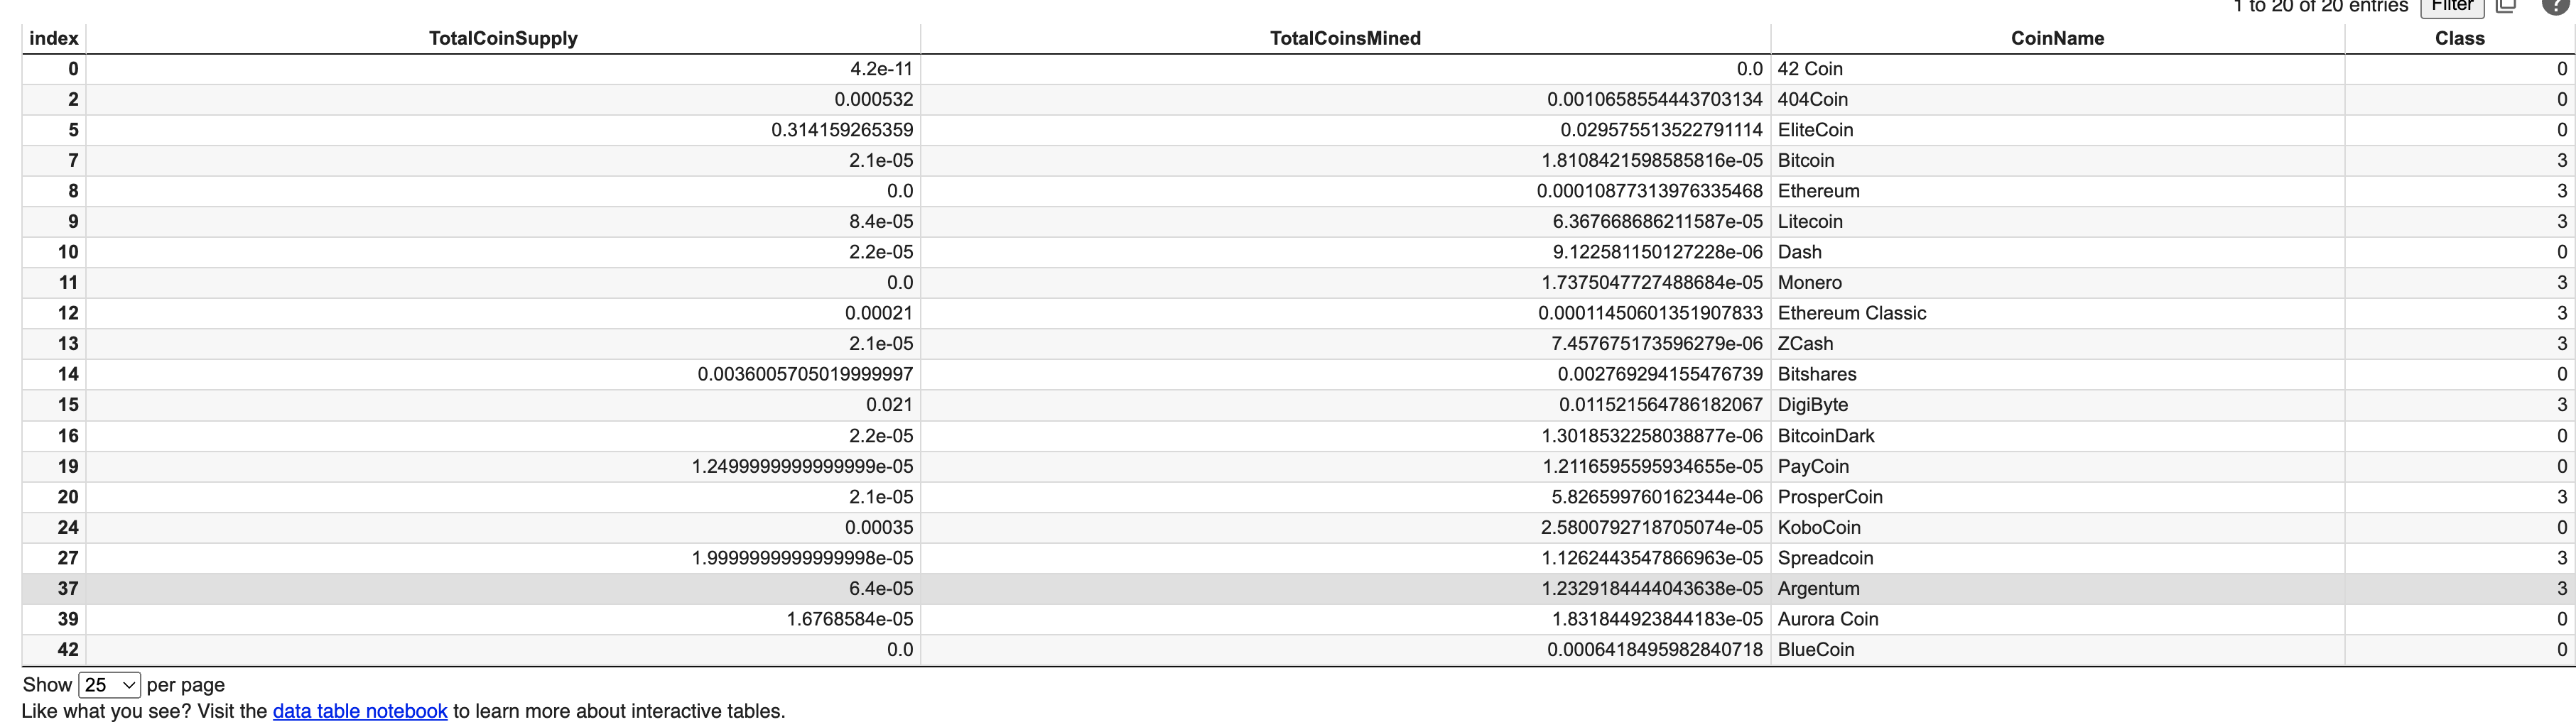 1 to 20 of 20 entries Filter ?
index TotalCoinSupply TotalCoinsMined CoinName Class
0 4.2e-11 0.0 42 Coin 0
2 0.000532 0.0010658554443703134 404Coin 0
5 0.314159265359 0.029575513522791114 EliteCoin 0
7 2.1e-05 1.8108421598585816e-05 Bitcoin 3
8 0.0 0.00010877313976335468 Ethereum 3
9 8.4e-05 6.367668686211587e-05 Litecoin 3
10 2.2e-05 9.122581150127228e-06 Dash 0
11 0.0 1.7375047727488684e-05 Monero 3
12 0.00021 0.00011450601351907833 Ethereum Classic 3
13 2.1e-05 7.457675173596279e-06 ZCash 3
14 0.0036005705019999997 0.002769294155476739 Bitshares 0
15 0.021 0.011521564786182067 DigiByte 3
16 2.2e-05 1.3018532258038877e-06 BitcoinDark 0
19 1.2499999999999999e-05 1.2116595595934655e-05 PayCoin 0
20 2.1e-05 5.826599760162344e-06 ProsperCoin 3
24 0.00035 2.5800792718705074e-05 KoboCoin 0
27 1.9999999999999998e-05 1.1262443547866963e-05 Spreadcoin 3
37 6.4e-05 1.2329184444043638e-05 Argentum 3
39 1.6768584e-05 1.831844923844183e-05 Aurora Coin 0
42 0.0 0.0006418495982840718 BlueCoin 0
Show 25 per page
Like what you see? Visit the data table notebook to learn more about interactive tables.